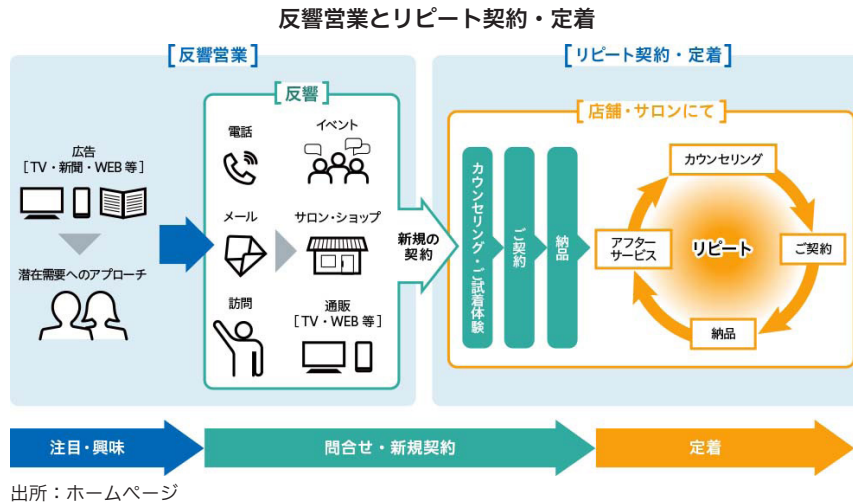 反響営業とリピート契約・定着
[反響営業]
[リピート契約・定着]
広告
[TV・新聞・WEB 等]
潜在需要へのアプローチ
[反響]
電話
イベント
メール
サロン・ショップ
訪問
通販
[TV・WEB 等]
新規の
契約
[店舗・サロンにて]
カウンセリング・ご試着体験
ご契約
納品
カウンセリング
アフター
サービス
リピート
ご契約
納品
注目・興味
問合せ・新規契約
定着
出所：ホームページ